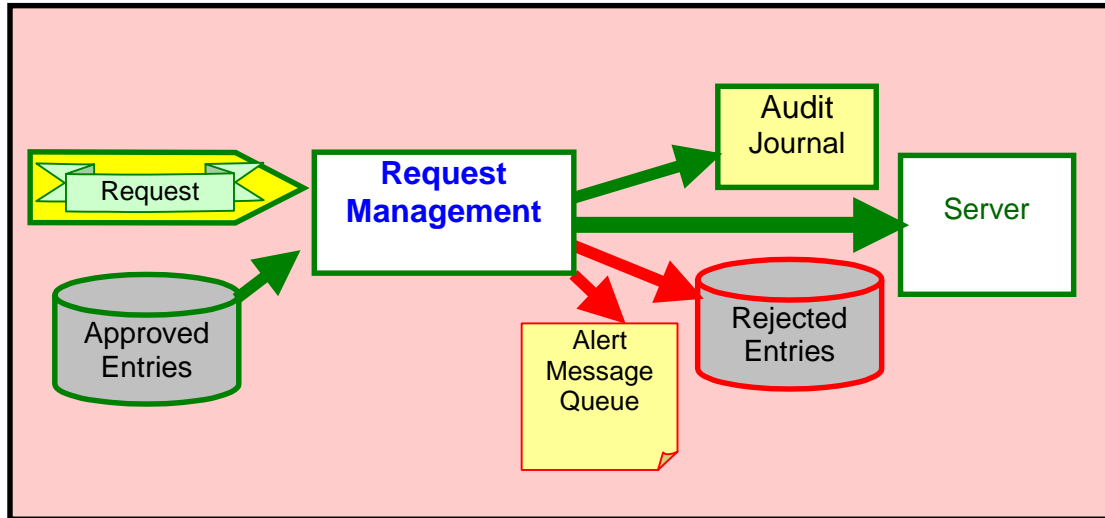 Request
Approved
Entries
Request
Management
Audit
Journal
Server
Alert
Message
Queue
Rejected
Entries